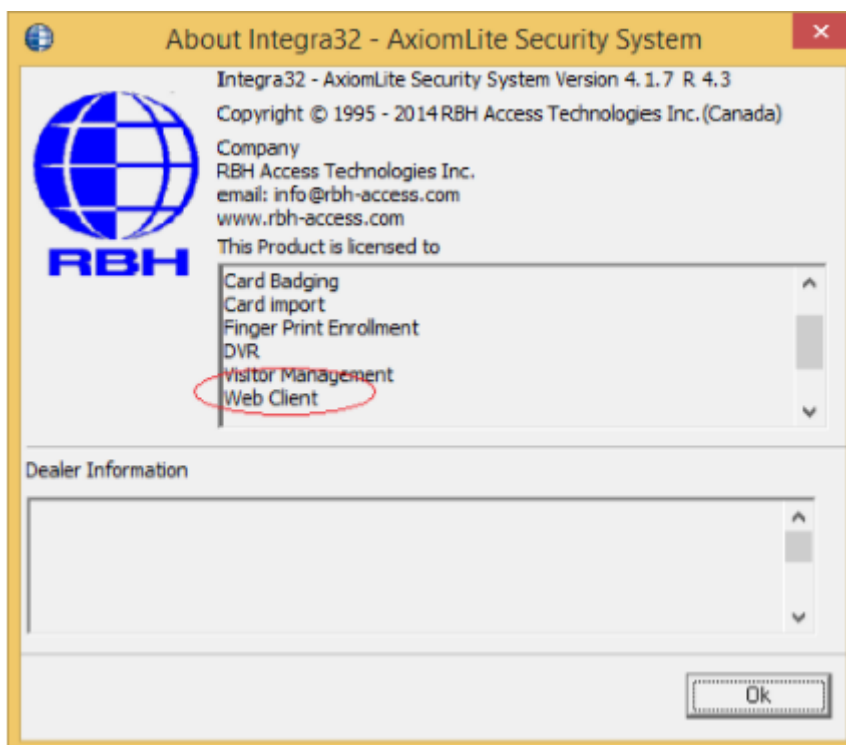 About Integra32 - AxiomLite Security System
Integra32 - AxiomLite Security System Version 4.1.7 R 4.3
Copyright © 1995 - 2014 RBH Access Technologies Inc.(Canada)
Company
RBH Access Technologies Inc.
email: info@rbh-access.com
www.rbh-access.com
RBH
This Product is licensed to
Card Badging
Card import
Finger Print Enrollment
DVR
Visitor Management
Web Client
Dealer Information
Ok